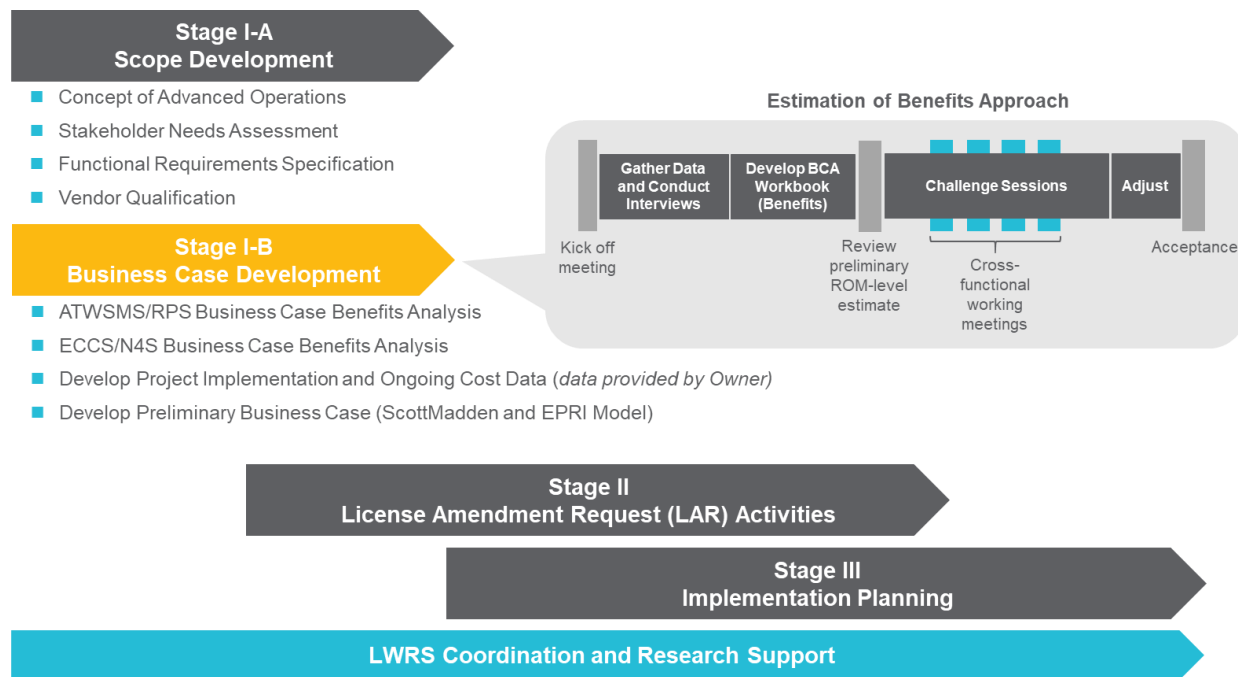 Stage I-A
Scope Development
Concept of Advanced Operations
Stakeholder Needs Assessment
Functional Requirements Specification
Vendor Qualification
Stage I-B
Business Case Development
ATWSMS/RPS Business Case Benefits Analysis
ECCS/N4S Business Case Benefits Analysis
Develop Project Implementation and Ongoing Cost Data (data provided by Owner)
Develop Preliminary Business Case (ScottMadden and EPRI Model)
Estimation of Benefits Approach
Gather Data
and Conduct
Interviews
Develop BCA
Workbook
(Benefits)
Challenge Sessions
Adjust
Kick off
meeting
Review
preliminary
ROM-level
estimate
Cross-
functional
working
meetings
Acceptance
Stage II
License Amendment Request (LAR) Activities
Stage III
Implementation Planning
LWRS Coordination and Research Support